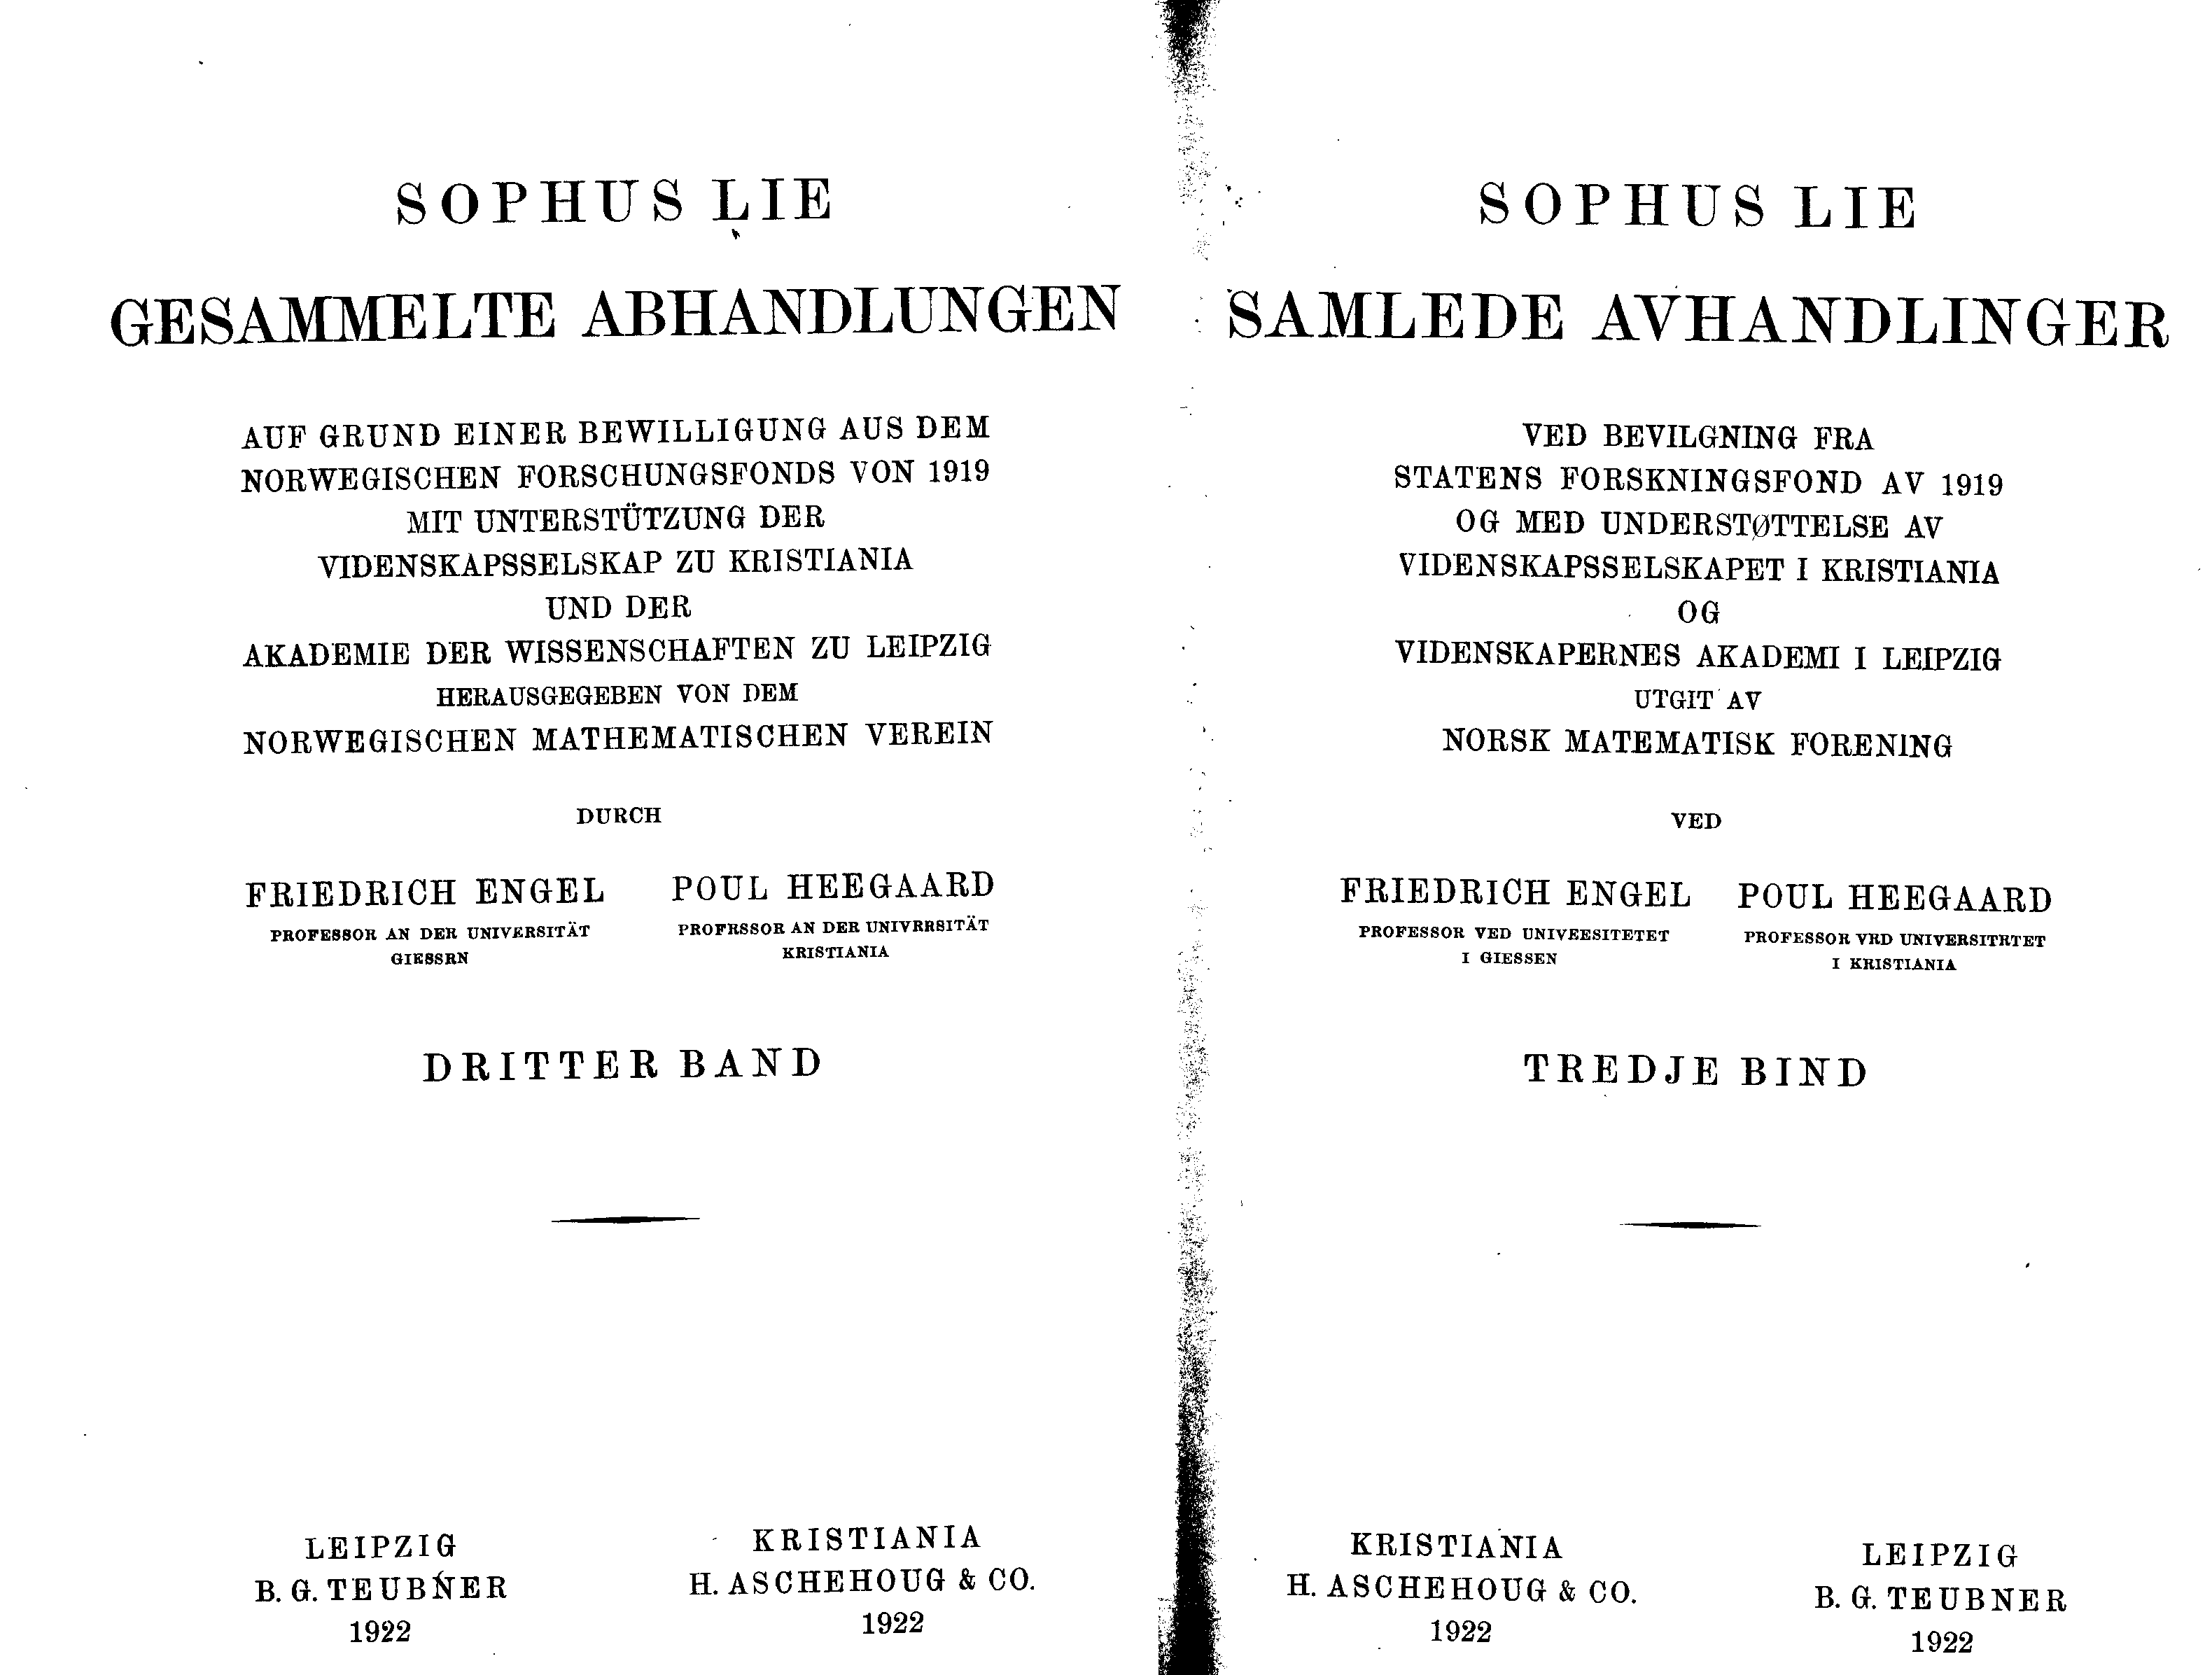 SOPHUS LIE
GESAMMELTE ABHANDLUNGEN
AUF GRUND EINER BEWILLIGUNG AUS DEM
NORWEGISCHEN FORSCHUNGSFONDS VON 1919
MIT UNTERSTÜTZUNG DER
VIDENSKAPSSELSKAP ZU KRISTIANIA
UND DER
AKADEMIE DER WISSENSCHAFTEN ZU LEIPZIG
HERAUSGEGEBEN VON DEM
NORWEGISCHEN MATHEMATISCHEN VEREIN
DURCH
FRIEDRICH ENGEL
PROFESSOR AN DER UNIVERSITÄT
GIESSEN
POUL HEEGAARD
PROFESSOR AN DER UNIVERSITÄT
KRISTIANIA
DRITTER BAND
LEIPZIG
B. G. TEUBNER
1922
KRISTIANIA
H. ASCHEHOUG & CO.
1922
SOPHUS LIE
SAMLEDE AVHANDLINGER
VED BEVILGNING FRA
STATENS FORSKNINGSFOND AV 1919
OG MED UNDERSTØTTELSE AV
VIDENSKAPSSELSKAPET I KRISTIANIA
OG
VIDENSKAPERNES AKADEMI I LEIPZIG
UTGIT AV
NORSK MATEMATISK FORENING
VED
FRIEDRICH ENGEL
PROFESSOR VED UNIVERSITETET
I GIESSEN
POUL HEEGAARD
PROFESSOR VED UNIVERSITETET
I KRISTIANIA
TREDJE BIND
KRISTIANIA
H. ASCHEHOUG & CO.
1922
LEIPZIG
B. G. TEUBNER
1922